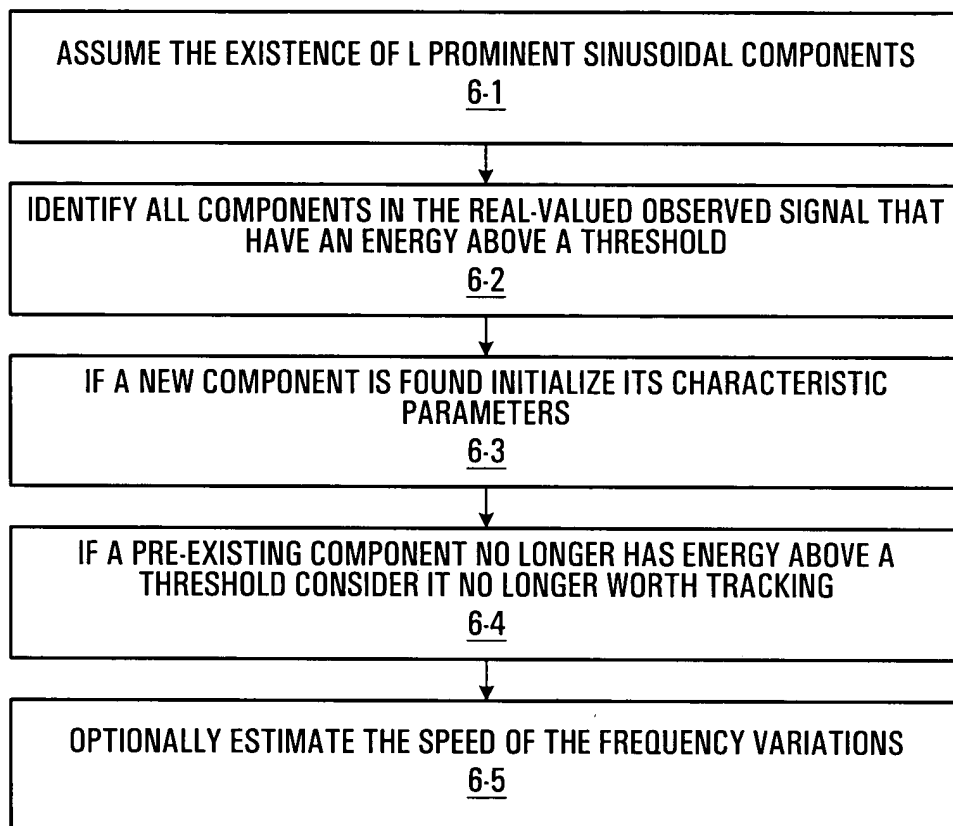 ASSUME THE EXISTENCE OF L PROMINENT SINUSOIDAL COMPONENTS
6-1
IDENTIFY ALL COMPONENTS IN THE REAL-VALUED OBSERVED SIGNAL THAT
HAVE AN ENERGY ABOVE A THRESHOLD
6-2
IF A NEW COMPONENT IS FOUND INITIALIZE ITS CHARACTERISTIC
PARAMETERS
6-3
IF A PRE-EXISTING COMPONENT NO LONGER HAS ENERGY ABOVE A
THRESHOLD CONSIDER IT NO LONGER WORTH TRACKING
6-4
OPTIONALLY ESTIMATE THE SPEED OF THE FREQUENCY VARIATIONS
6-5